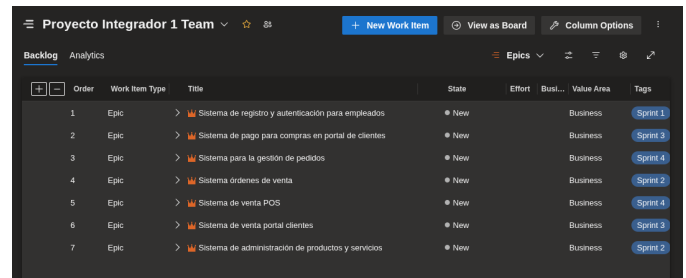 Proyecto Integrador 1 Team
New Work Item
View as Board
Column Options
Backlog Analytics
Epics
Order Work Item Type Title State Effort Busi... Value Area Tags
1 Epic Sistema de registro y autenticación para empleados New Business Sprint 1
2 Epic Sistema de pago para compras en portal de clientes New Business Sprint 3
3 Epic Sistema para la gestión de pedidos New Business Sprint 4
4 Epic Sistema órdenes de venta New Business Sprint 2
5 Epic Sistema de venta POS New Business Sprint 4
6 Epic Sistema de venta portal clientes New Business Sprint 3
7 Epic Sistema de administración de productos y servicios New Business Sprint 2